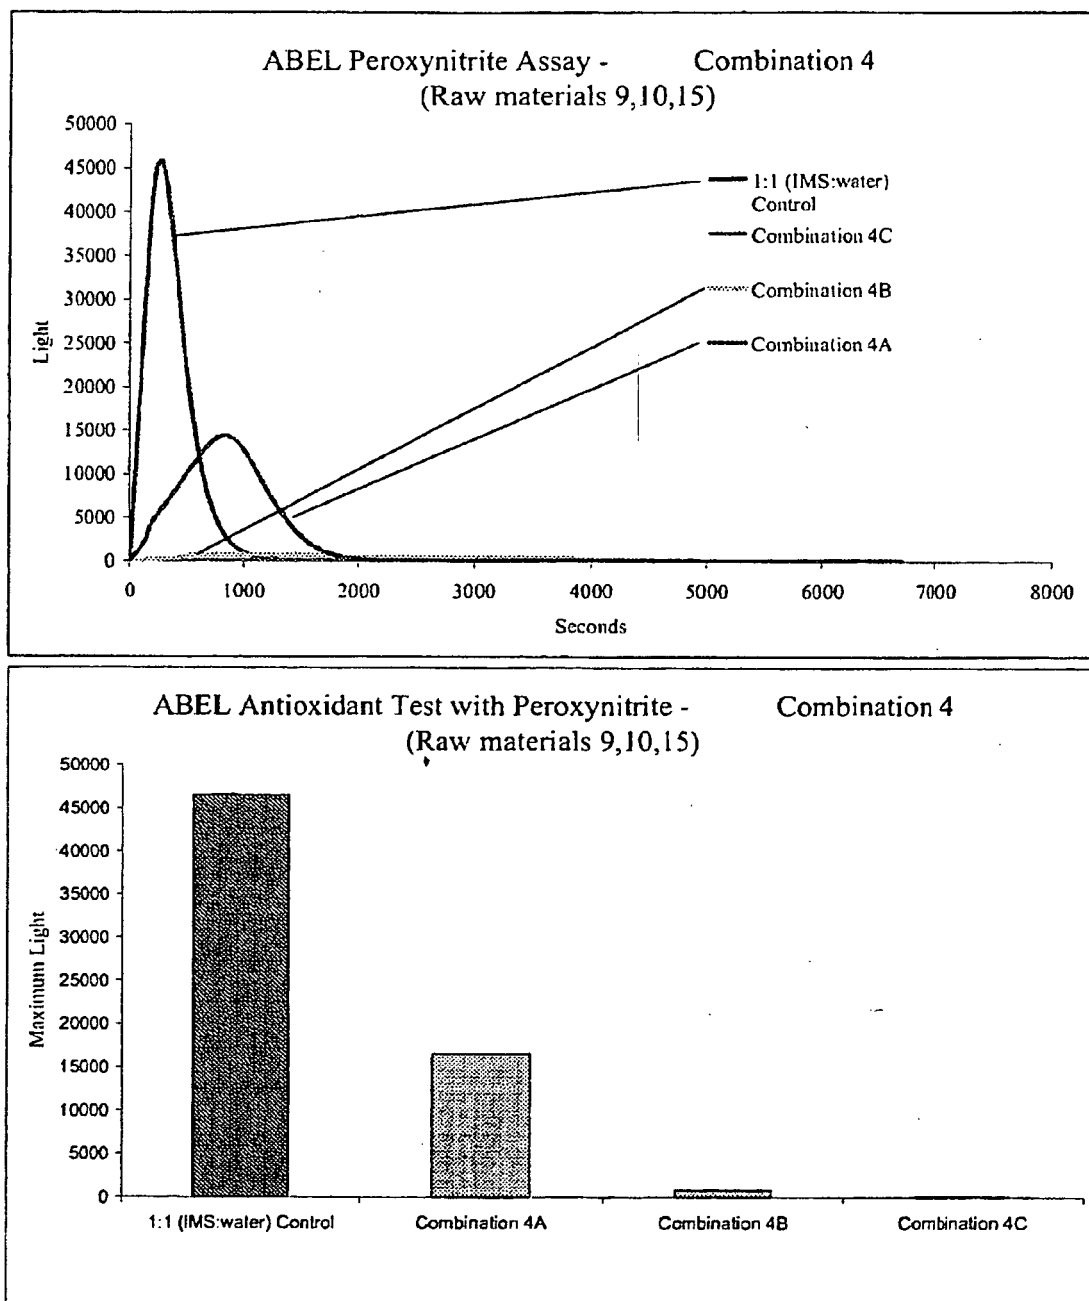 ABEL Peroxynitrite Assay - Combination 4
(Raw materials 9,10,15)
50000
45000
40000
35000
30000
25000
20000
15000
10000
5000
0
Light
1:1 (IMS:water)
Control
Combination 4C
Combination 4B
Combination 4A
0 1000 2000 3000 4000 5000 6000 7000 8000
Seconds
ABEL Antioxidant Test with Peroxynitrite - Combination 4
(Raw materials 9,10,15)
50000
45000
40000
35000
30000
25000
20000
15000
10000
5000
0
Maximum Light
1:1 (IMS:water) Control Combination 4A Combination 4B Combination 4C